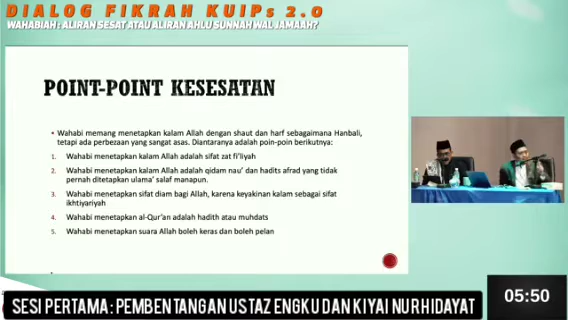 DIALOG FIKRAH KUIPs 2.0
WAHABIAH : ALIRAN SESAT ATAU ALIRAN AHLU SUNNAH WAL JAMAAH?
POINT-POINT KESESATAN
• Wahabi memang menetapkan kalam Allah dengan shaut dan harf sebagaimana Hanbali,
tetapi ada perbezaan yang sangat asas. Diantaranya adalah poin-poin berikutnya:
1. Wahabi menetapkan kalam Allah adalah sifat zat fi'liyah
2. Wahabi menetapkan kalam Allah adalah qidam nau' dan hadits afrad yang tidak
pernah ditetapkan ulama' salaf manapun.
3. Wahabi menetapkan sifat diam bagi Allah, karena keyakinan kalam sebagai sifat
ikhtiyariyah
4. Wahabi menetapkan al-Qur'an adalah hadith atau muhdats
5. Wahabi menetapkan suara Allah boleh keras dan boleh pelan
SESI PERTAMA : PEMBENTANGAN USTAZ ENGKU DAN KIYAI NURHIDAYAT
05:50